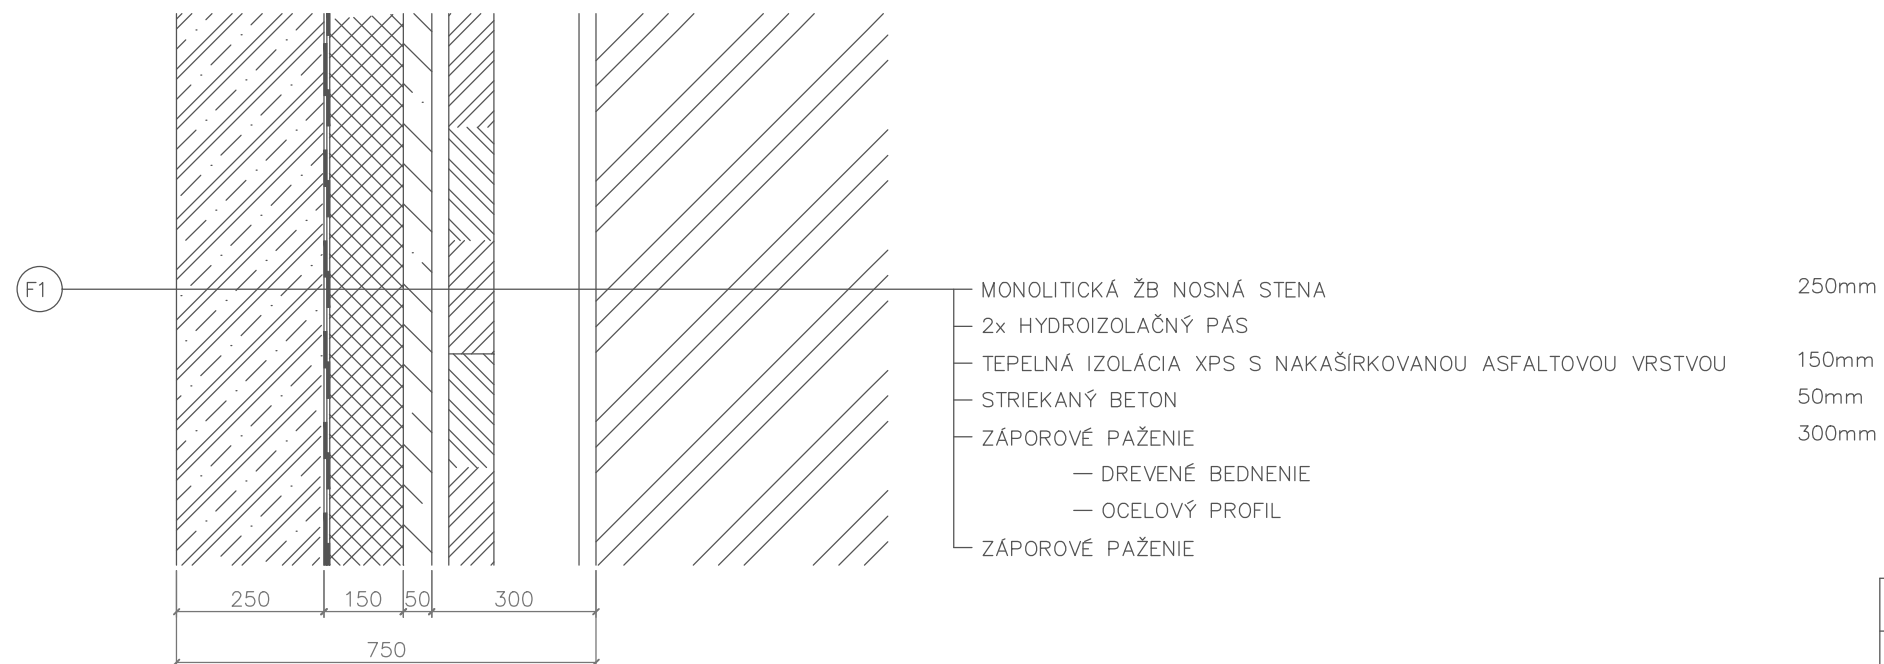 F1
MONOLITICKÁ ŽB NOSNÁ STENA 250mm
2x HYDROIZOLAČNÝ PÁS
TEPELNÁ IZOLÁCIA XPS S NAKAŠÍRKOVANOU ASFALTOVOU VRSTVOU 150mm
STRIEKANÝ BETON 50mm
ZÁPOROVÉ PAŽENIE 300mm
— DREVENÉ BEDNENIE
— OCELOVÝ PROFIL
ZÁPOROVÉ PAŽENIE
250 150 50 300
750